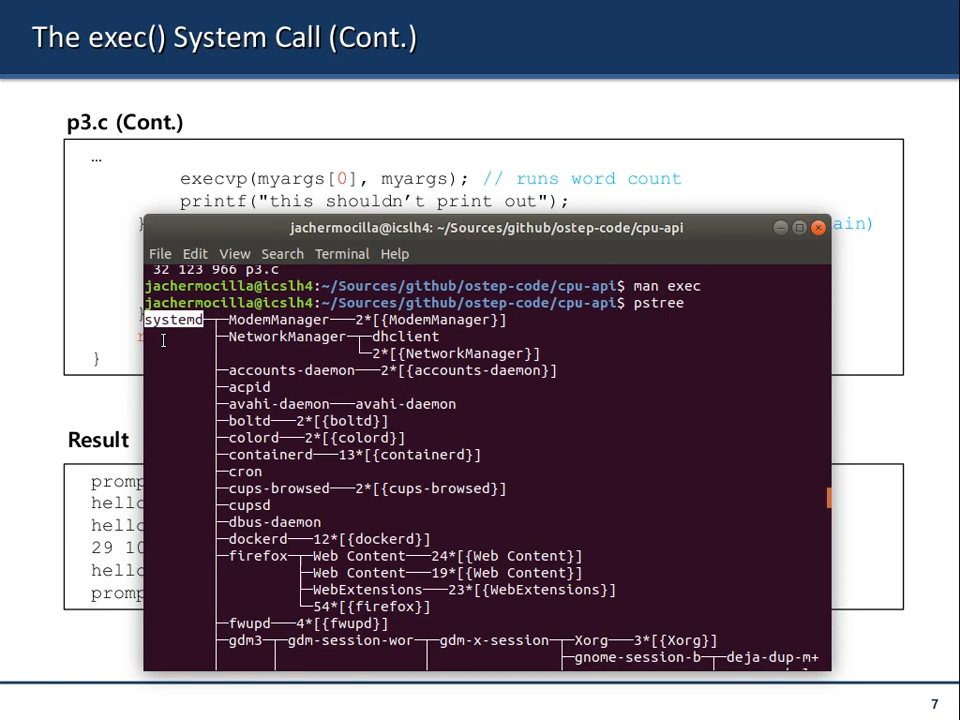 The exec() System Call (Cont.)
p3.c (Cont.)
…
execvp(myargs[0], myargs); // runs word count
printf("this shouldn’t print out");
ain)
}
Result
29
jachermocilla@icslh4: ~/Sources/github/ostep-code/cpu-api
File Edit View Search Terminal Help
32 123 966 p3.c
jachermocilla@icslh4:~/Sources/github/ostep-code/cpu-api$ man exec
jachermocilla@icslh4:~/Sources/github/ostep-code/cpu-api$ pstree
systemd─┬─ModemManager───2*[{ModemManager}]
├─NetworkManager─┬─dhclient
└─2*[{NetworkManager}]
├─accounts-daemon───2*[{accounts-daemon}]
├─acpid
├─avahi-daemon───avahi-daemon
├─boltd───2*[{boltd}]
├─colord───2*[{colord}]
├─containerd───13*[{containerd}]
├─cron
├─cups-browsed───2*[{cups-browsed}]
├─cupsd
├─dbus-daemon
├─dockerd───12*[{dockerd}]
├─firefox─┬─Web Content───24*[{Web Content}]
├─Web Content───19*[{Web Content}]
├─WebExtensions───23*[{WebExtensions}]
└─54*[{firefox}]
├─fwupd───4*[{fwupd}]
├─gdm3─┬─gdm-session-wor─┬─gdm-x-session─┬─Xorg───3*[{Xorg}]
├─gnome-session-b─┬─deja-dup-m+
7